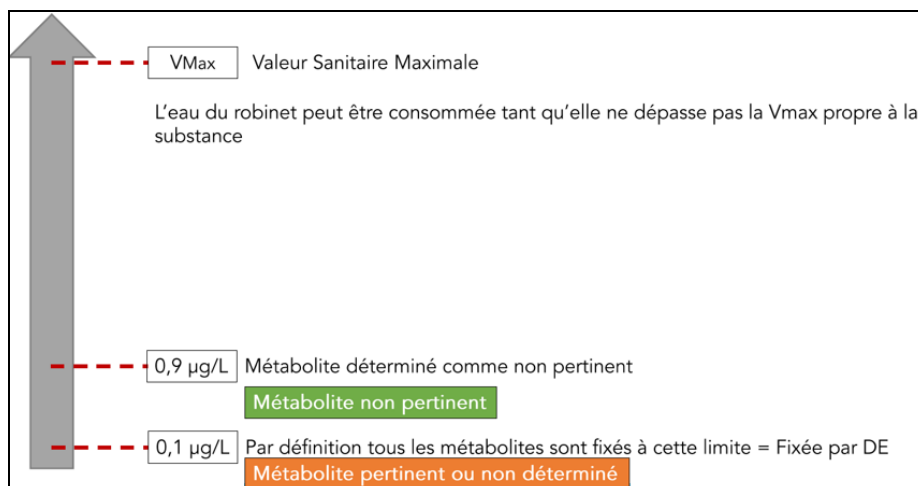 VMax Valeur Sanitaire Maximale
L'eau du robinet peut être consommée tant qu'elle ne dépasse pas la Vmax propre à la
substance
0,9 µg/L Métabolite déterminé comme non pertinent
Métabolite non pertinent
0,1 µg/L Par définition tous les métabolites sont fixés à cette limite = Fixée par DE
Métabolite pertinent ou non déterminé